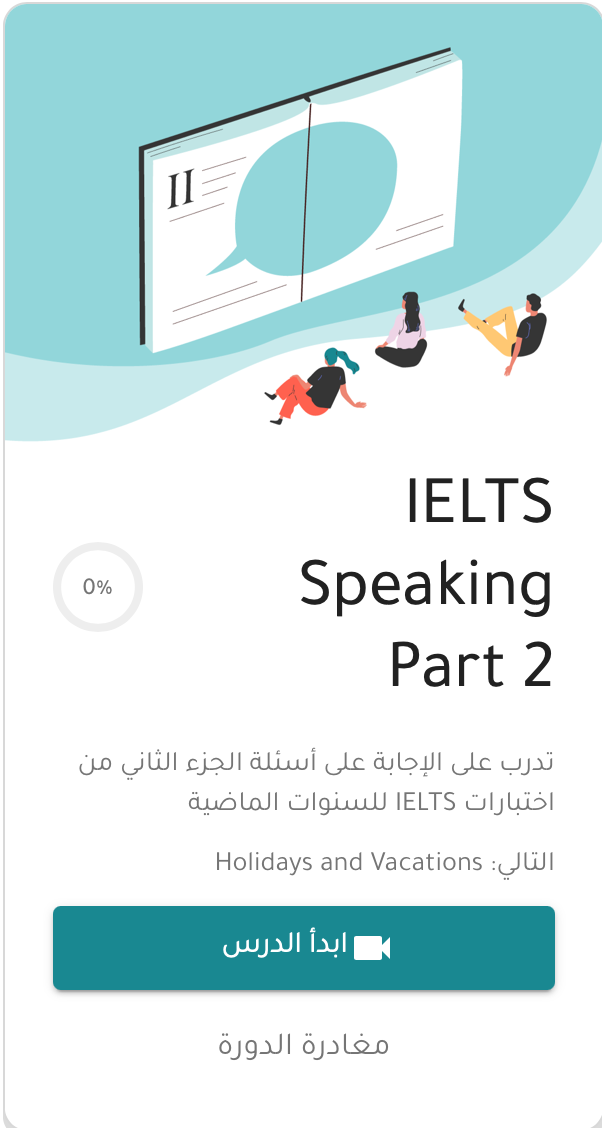 II
IELTS
Speaking
Part 2
0%
تدرب على الإجابة على أسئلة الجزء الثاني من
اختبارات IELTS للسنوات الماضية
التالي: Holidays and Vacations
ابدأ الدرس
مغادرة الدورة